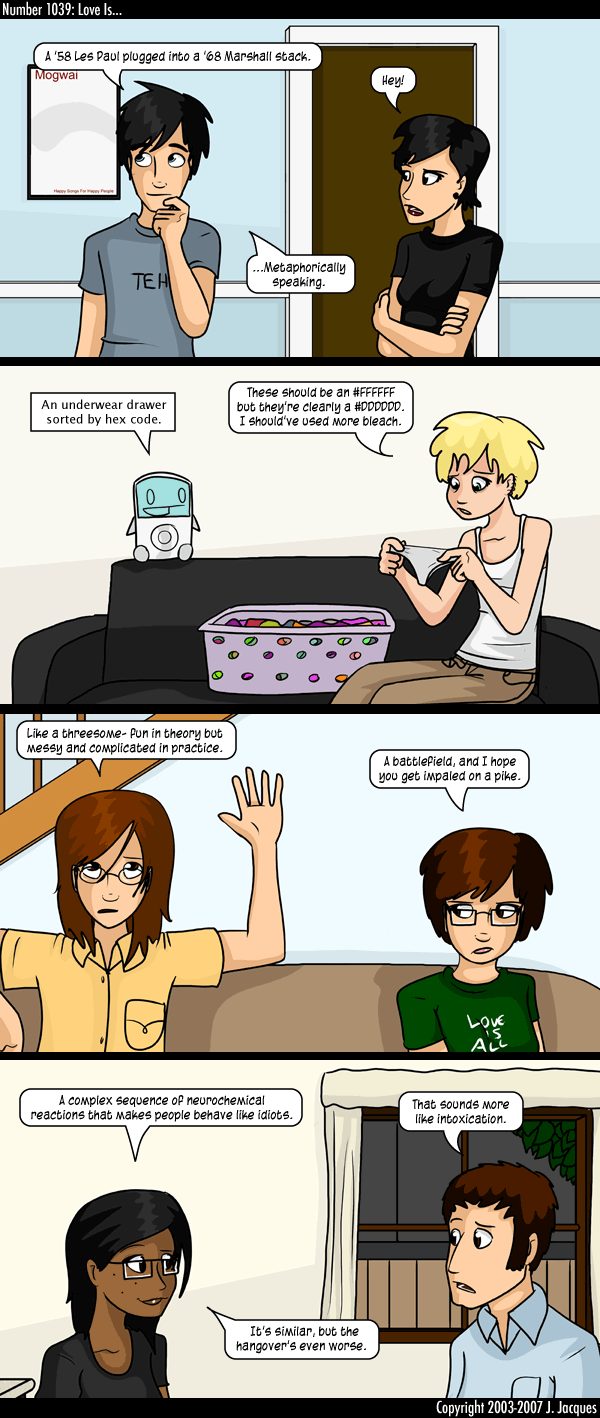 Number 1039: Love Is...
A '58 Les Paul plugged into a '68 Marshall stack.
Hey!
Mogwai
Happy Songs For Happy People
TEH
...Metaphorically
speaking.
An underwear drawer
sorted by hex code.
These should be an #FFFFFF
but they're clearly a #DDDDDD.
I should've used more bleach.
Like a threesome- fun in theory but
messy and complicated in practice.
A battlefield, and I hope
you get impaled on a pike.
LOVE
IS
ALL
A complex sequence of neurochemical
reactions that makes people behave like idiots.
That sounds more
like intoxication.
It's similar, but the
hangover's even worse.
Copyright 2003-2007 J. Jacques